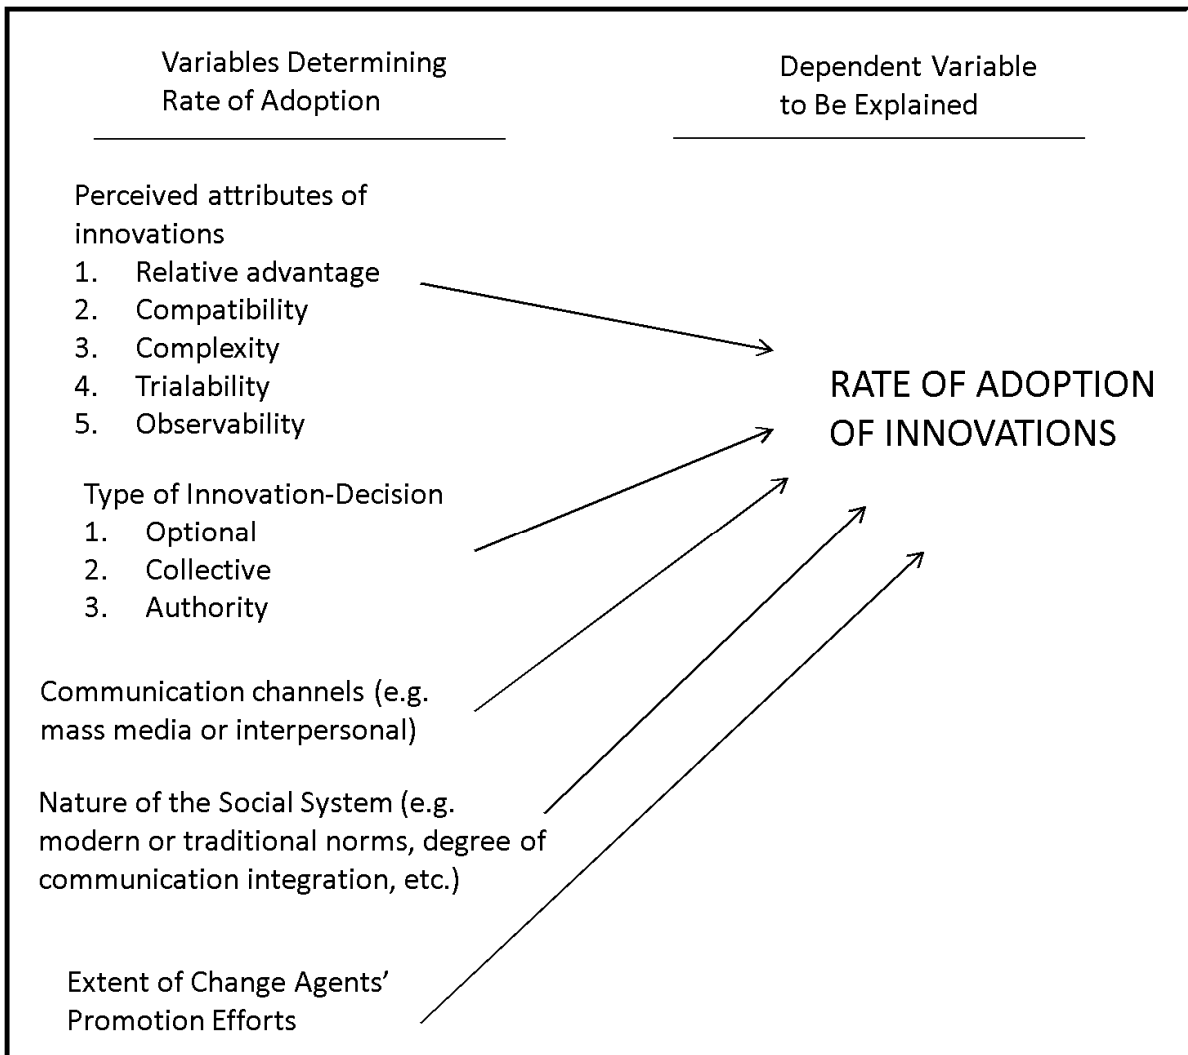 Variables Determining
Rate of Adoption
Dependent Variable
to Be Explained
Perceived attributes of
innovations
1. Relative advantage
2. Compatibility
3. Complexity
4. Trialability
5. Observability
RATE OF ADOPTION
OF INNOVATIONS
Type of Innovation-Decision
1. Optional
2. Collective
3. Authority
Communication channels (e.g.
mass media or interpersonal)
Nature of the Social System (e.g.
modern or traditional norms, degree of
communication integration, etc.)
Extent of Change Agents’
Promotion Efforts